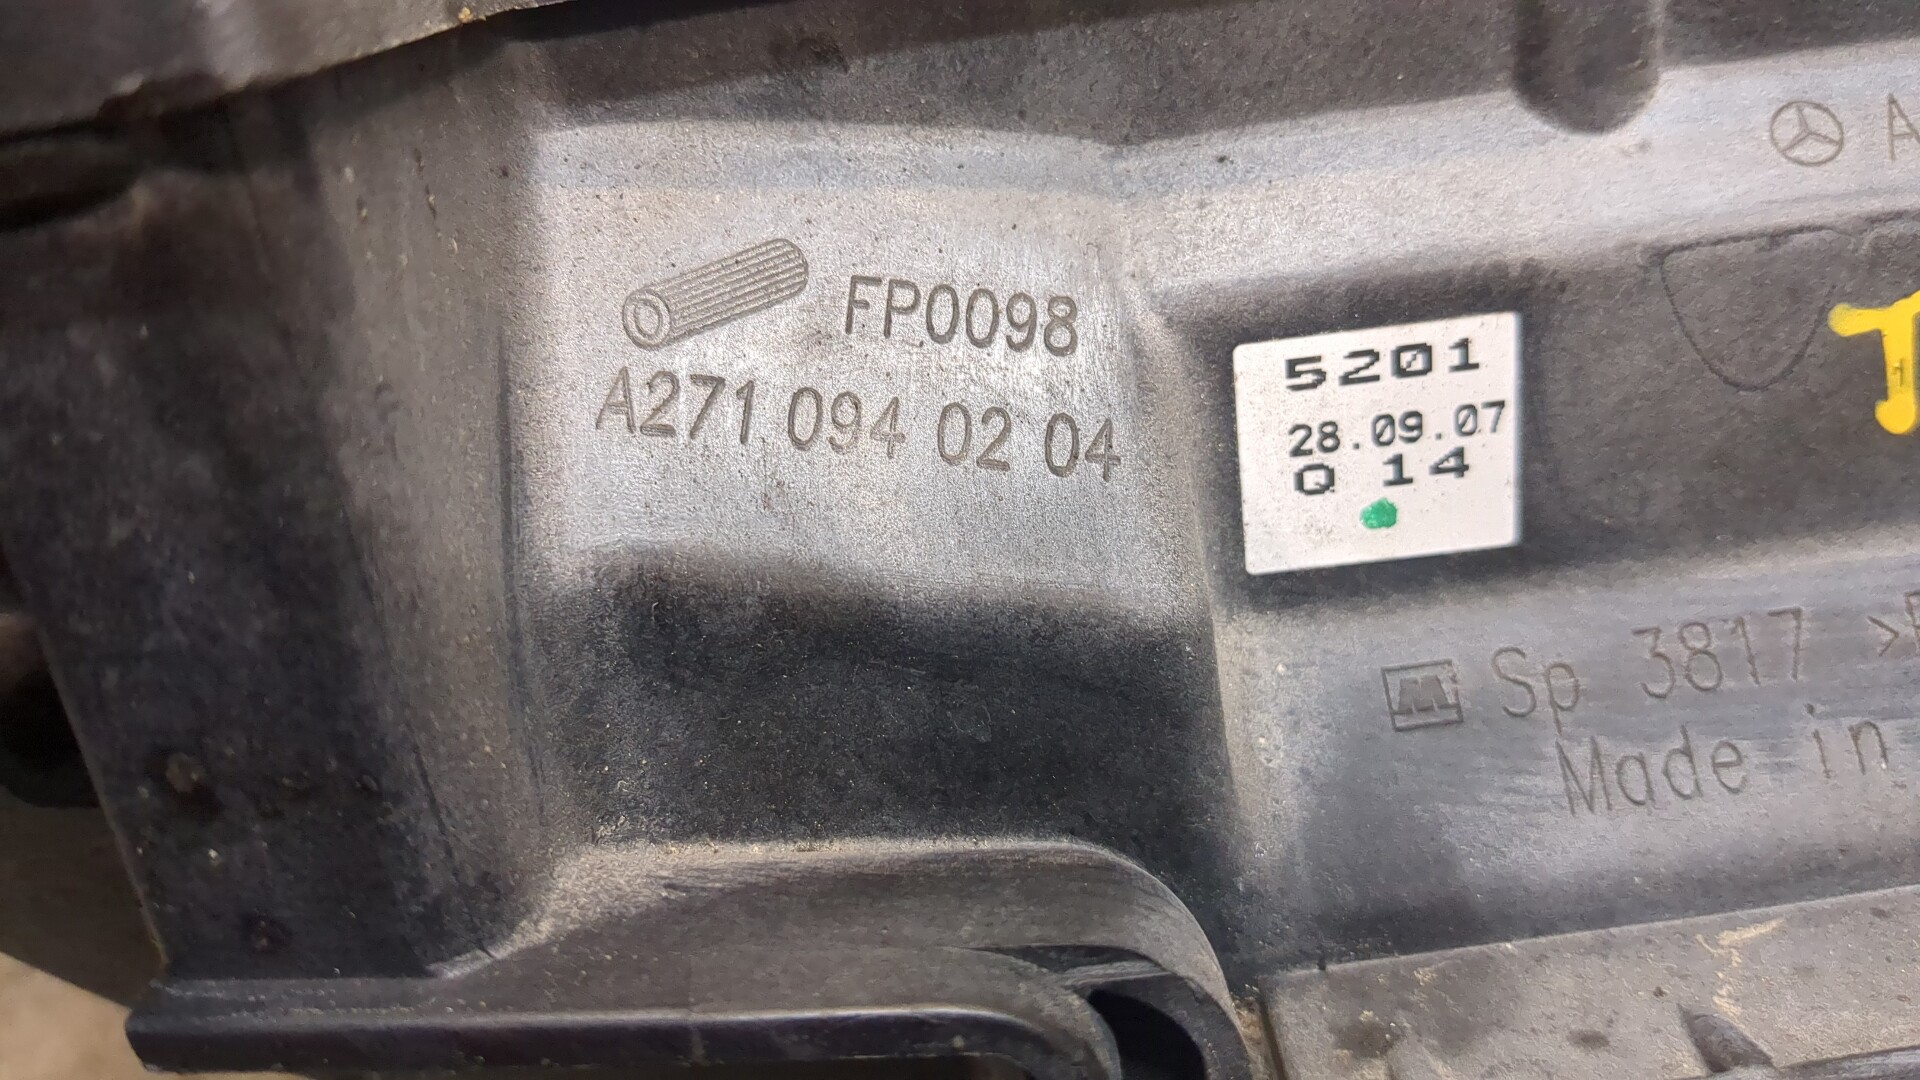 A
FP0098
A271 094 02 04
5201
28.09.07
Q 14
T
Sp 3817 >P
Made in